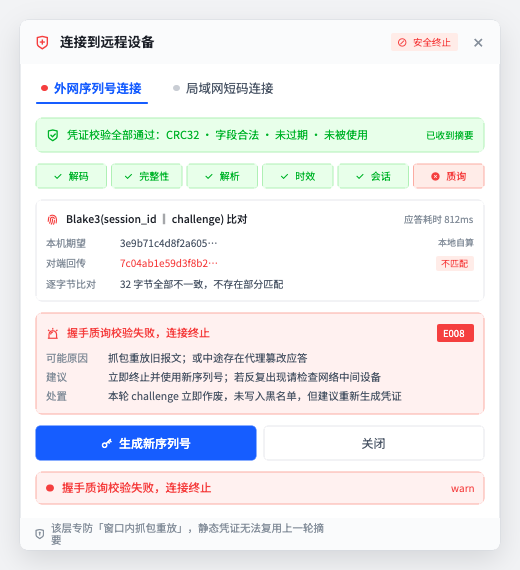 连接到远程设备
安全终止
外网序列号连接
局域网短码连接
凭证校验全部通过：CRC32 · 字段合法 · 未过期 · 未被使用
已收到摘要
解码
完整性
解析
时效
会话
质询
Blake3(session_id ‖ challenge) 比对
应答耗时 812ms
本机期望
3e9b71c4d8f2a605…
本地自算
对端回传
7c04ab1e59d3f8b2…
不匹配
逐字节比对
32 字节全部不一致，不存在部分匹配
握手质询校验失败，连接终止
E008
可能原因
抓包重放旧报文；或中途存在代理篡改应答
建议
立即终止并使用新序列号；若反复出现请检查网络中间设备
处置
本轮 challenge 立即作废，未写入黑名单，但建议重新生成凭证
生成新序列号
关闭
握手质询校验失败，连接终止
warn
该层专防「窗口内抓包重放」，静态凭证无法复用上一轮摘
要